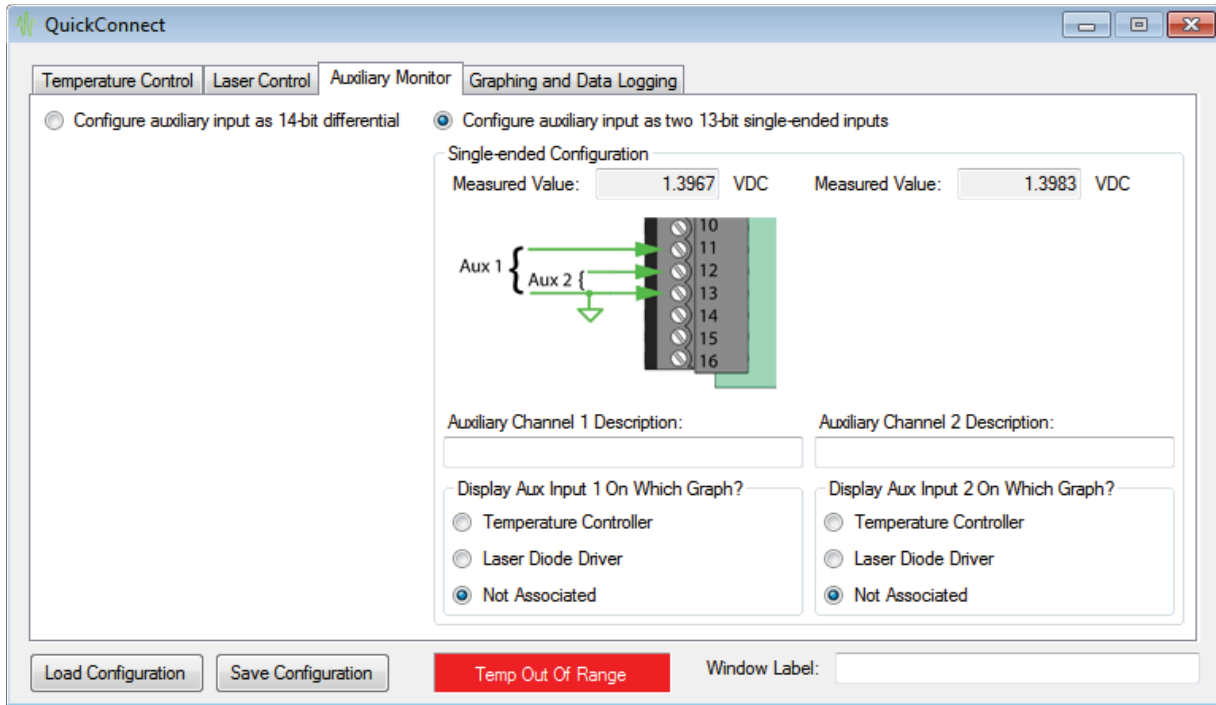 QuickConnect
Temperature Control Laser Control Auxiliary Monitor Graphing and Data Logging
Configure auxiliary input as 14-bit differential Configure auxiliary input as two 13-bit single-ended inputs
Single-ended Configuration
Measured Value: 1.3967 VDC Measured Value: 1.3983 VDC
10
11
Aux 1 { 12
Aux 2 { 13
14
15
16
Auxiliary Channel 1 Description: Auxiliary Channel 2 Description:
Display Aux Input 1 On Which Graph? Display Aux Input 2 On Which Graph?
Temperature Controller Temperature Controller
Laser Diode Driver Laser Diode Driver
Not Associated Not Associated
Load Configuration Save Configuration Temp Out Of Range Window Label: